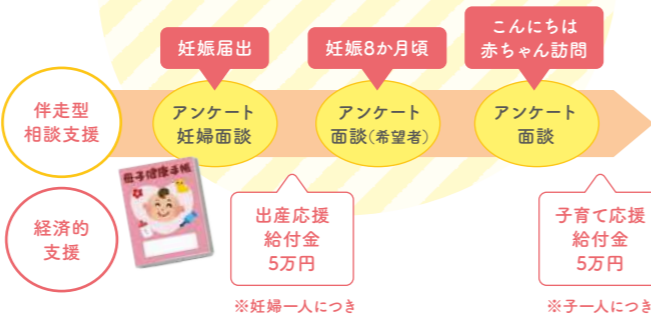 妊娠届出
妊娠8か月頃
こんにちは
赤ちゃん訪問
伴走型
相談支援
アンケート
妊婦面談
アンケート
面談(希望者)
アンケート
面談
母子健康手帳
経済的
支援
出産応援
給付金
5万円
※妊婦一人につき
子育て応援
給付金
5万円
※子一人につき